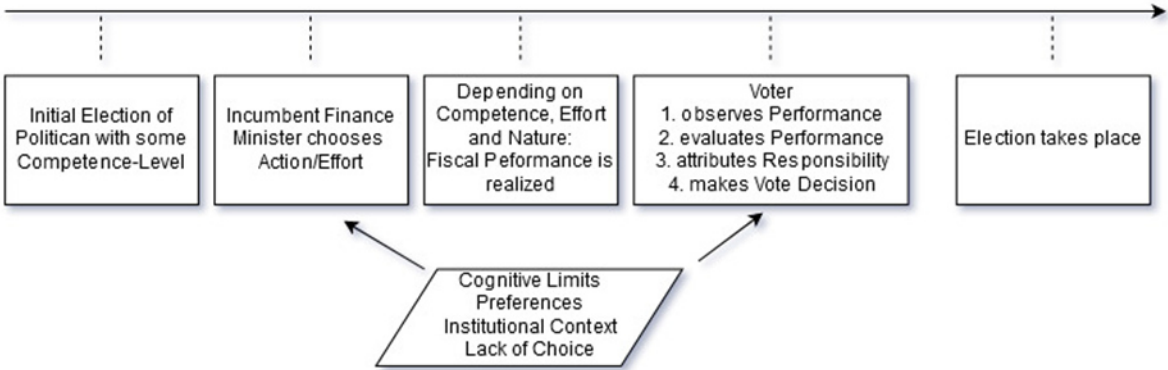 Initial Election of
Politican with some
Competence-Level
Incumbent Finance
Minister chooses
Action/Effort
Depending on
Competence, Effort
and Nature:
Fiscal Peformance is
realized
Voter
1. observes Performance
2. evaluates Performance
3. attributes Responsibility
4. makes Vote Decision
Election takes place
Cognitive Limits
Preferences
Institutional Context
Lack of Choice